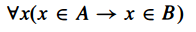 ∀x(x ∈ A → x ∈ B)